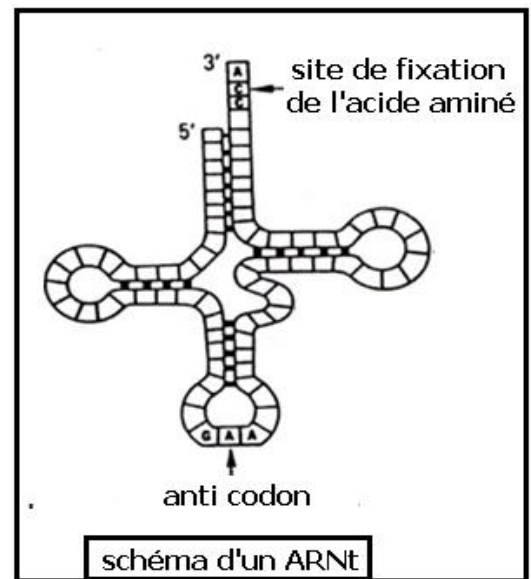 3'
A
C
C
site de fixation
de l'acide aminé
5'
G A A
anti codon
schéma d'un ARNt